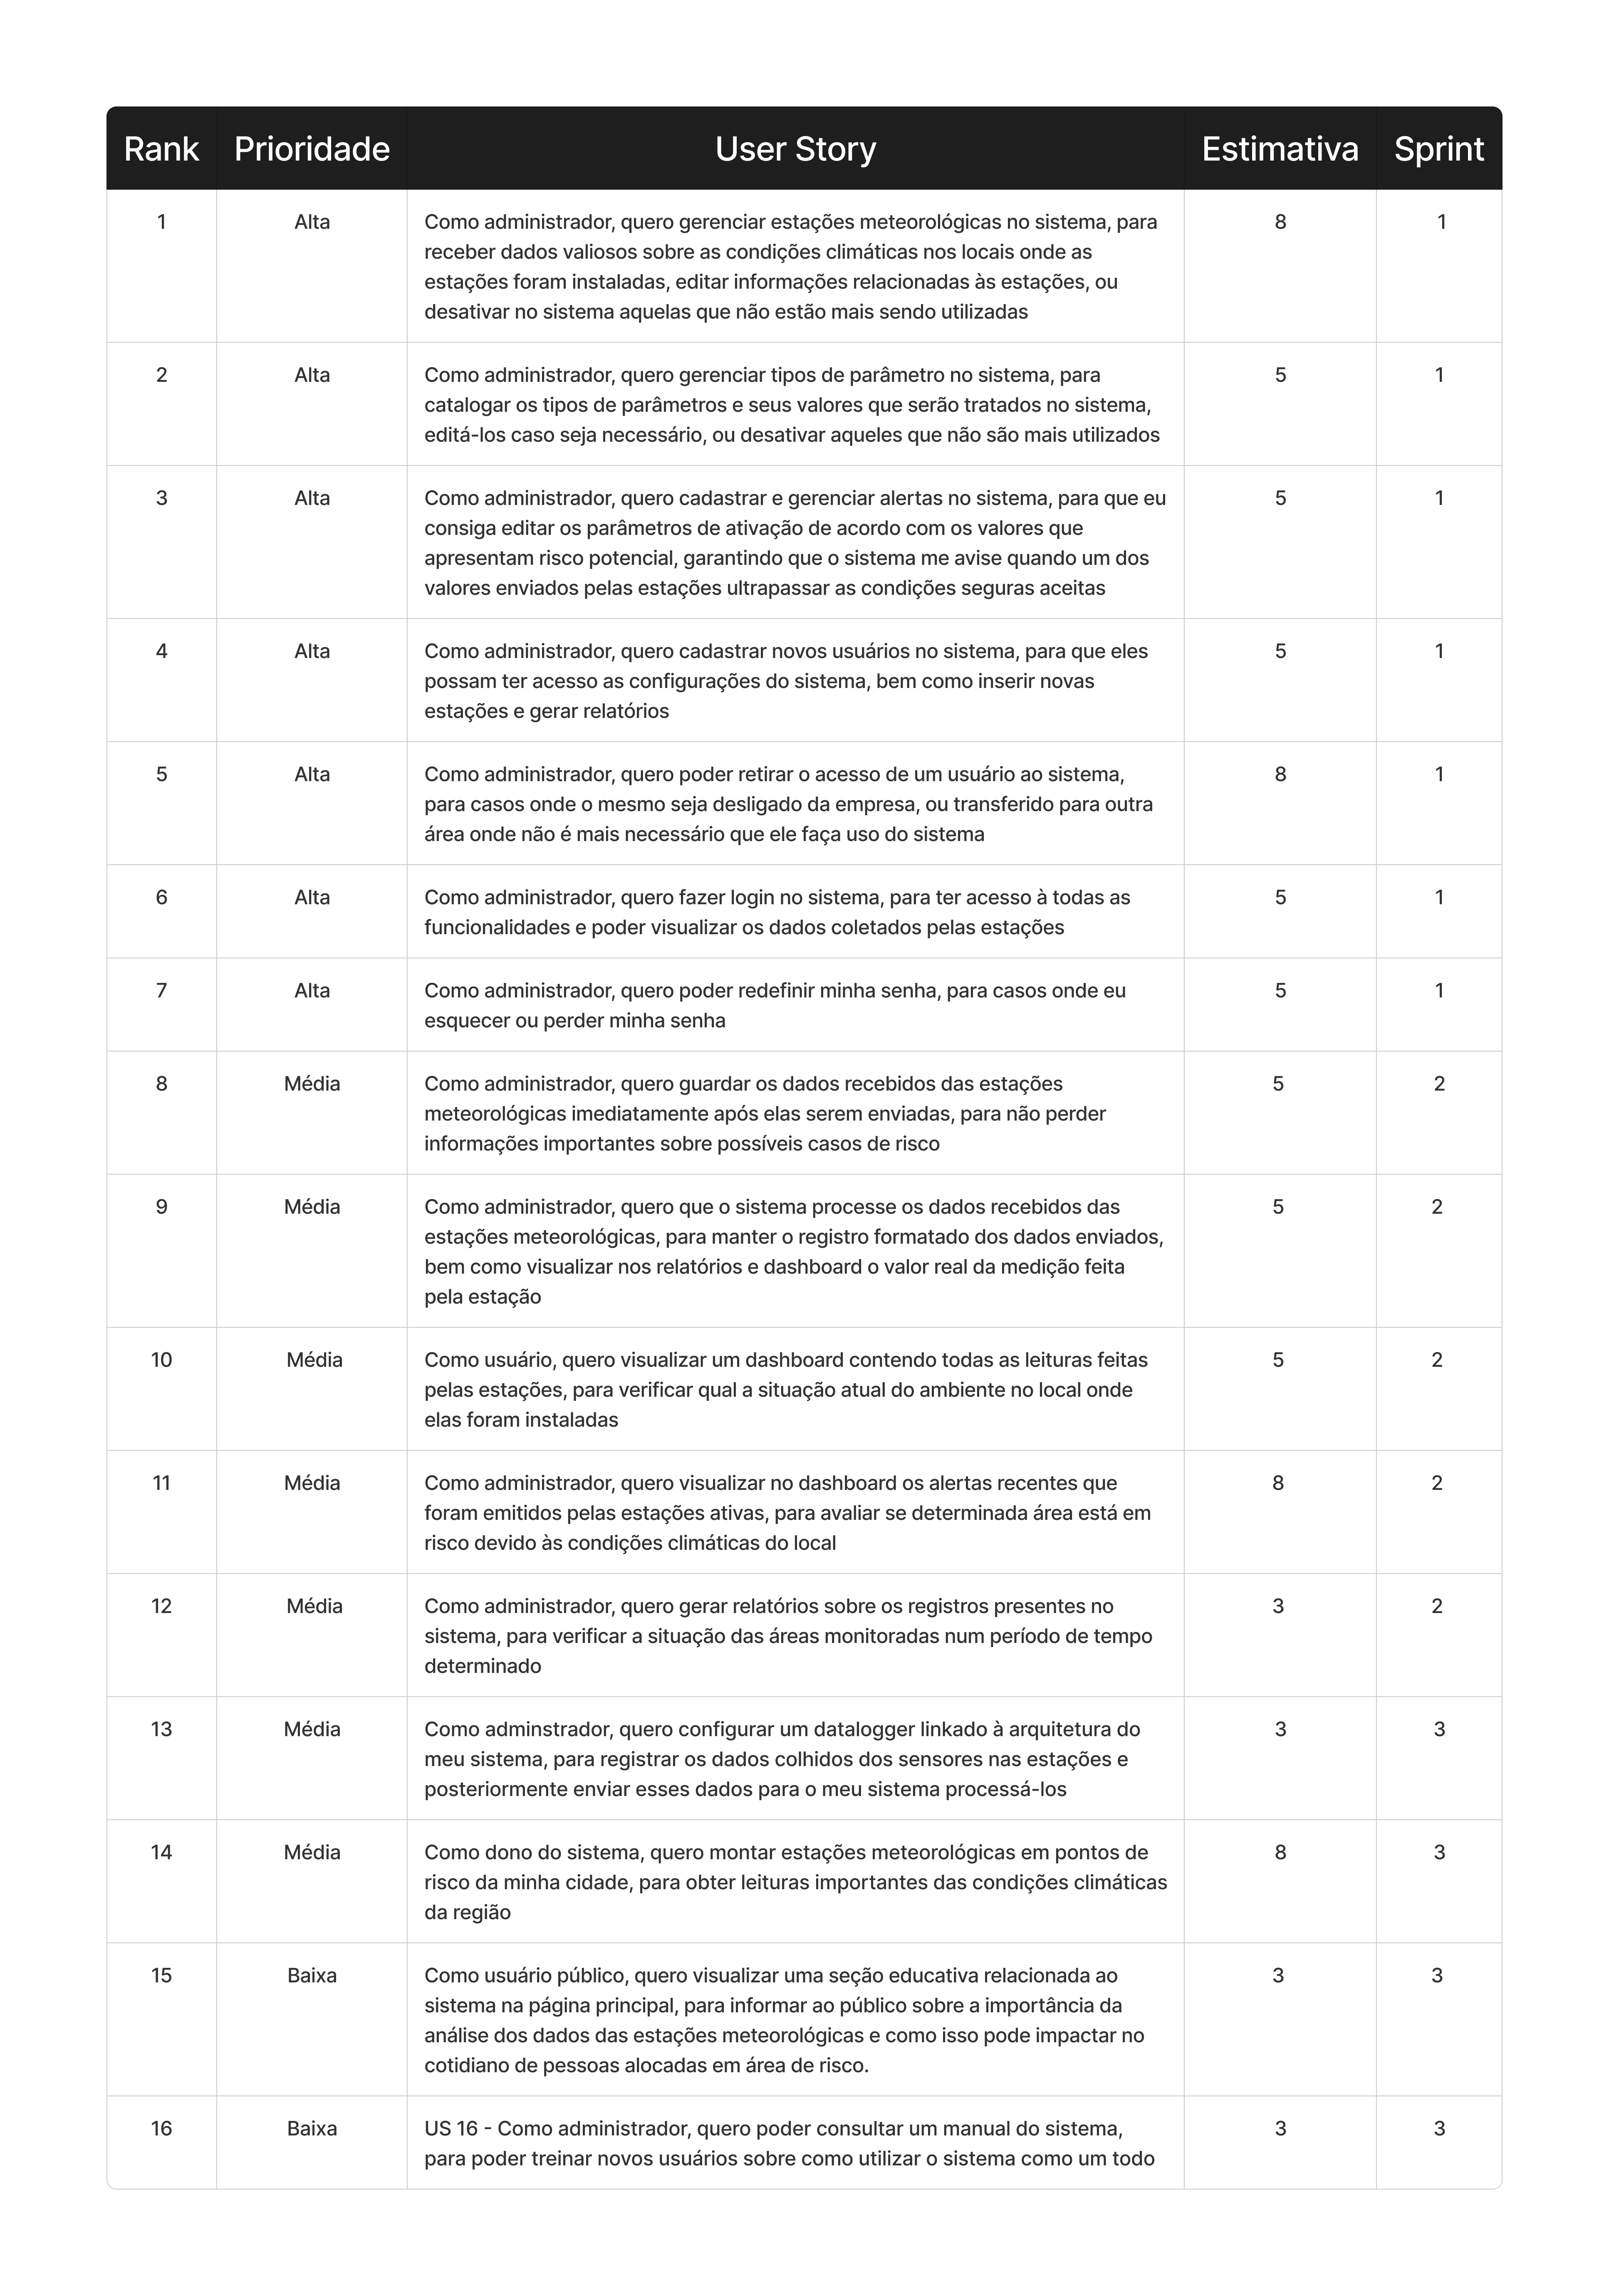 Rank Prioridade User Story Estimativa Sprint
1 Alta Como administrador, quero gerenciar estações meteorológicas no sistema, para 8 1
receber dados valiosos sobre as condições climáticas nos locais onde as
estações foram instaladas, editar informações relacionadas às estações, ou
desativar no sistema aquelas que não estão mais sendo utilizadas
2 Alta Como administrador, quero gerenciar tipos de parâmetro no sistema, para 5 1
catalogar os tipos de parâmetros e seus valores que serão tratados no sistema,
editá-los caso seja necessário, ou desativar aqueles que não são mais utilizados
3 Alta Como administrador, quero cadastrar e gerenciar alertas no sistema, para que eu 5 1
consiga editar os parâmetros de ativação de acordo com os valores que
apresentam risco potencial, garantindo que o sistema me avise quando um dos
valores enviados pelas estações ultrapassar as condições seguras aceitas
4 Alta Como administrador, quero cadastrar novos usuários no sistema, para que eles 5 1
possam ter acesso as configurações do sistema, bem como inserir novas
estações e gerar relatórios
5 Alta Como administrador, quero poder retirar o acesso de um usuário ao sistema, 8 1
para casos onde o mesmo seja desligado da empresa, ou transferido para outra
área onde não é mais necessário que ele faça uso do sistema
6 Alta Como administrador, quero fazer login no sistema, para ter acesso à todas as 5 1
funcionalidades e poder visualizar os dados coletados pelas estações
7 Alta Como administrador, quero poder redefinir minha senha, para casos onde eu 5 1
esquecer ou perder minha senha
8 Média Como administrador, quero guardar os dados recebidos das estações 5 2
meteorológicas imediatamente após elas serem enviadas, para não perder
informações importantes sobre possíveis casos de risco
9 Média Como administrador, quero que o sistema processe os dados recebidos das 5 2
estações meteorológicas, para manter o registro formatado dos dados enviados,
bem como visualizar nos relatórios e dashboard o valor real da medição feita
pela estação
10 Média Como usuário, quero visualizar um dashboard contendo todas as leituras feitas 5 2
pelas estações, para verificar qual a situação atual do ambiente no local onde
elas foram instaladas
11 Média Como administrador, quero visualizar no dashboard os alertas recentes que 8 2
foram emitidos pelas estações ativas, para avaliar se determinada área está em
risco devido às condições climáticas do local
12 Média Como administrador, quero gerar relatórios sobre os registros presentes no 3 2
sistema, para verificar a situação das áreas monitoradas num período de tempo
determinado
13 Média Como adminstrador, quero configurar um datalogger linkado à arquitetura do 3 3
meu sistema, para registrar os dados colhidos dos sensores nas estações e
posteriormente enviar esses dados para o meu sistema processá-los
14 Média Como dono do sistema, quero montar estações meteorológicas em pontos de 8 3
risco da minha cidade, para obter leituras importantes das condições climáticas
da região
15 Baixa Como usuário público, quero visualizar uma seção educativa relacionada ao 3 3
sistema na página principal, para informar ao público sobre a importância da
análise dos dados das estações meteorológicas e como isso pode impactar no
cotidiano de pessoas alocadas em área de risco.
16 Baixa US 16 - Como administrador, quero poder consultar um manual do sistema, 3 3
para poder treinar novos usuários sobre como utilizar o sistema como um todo